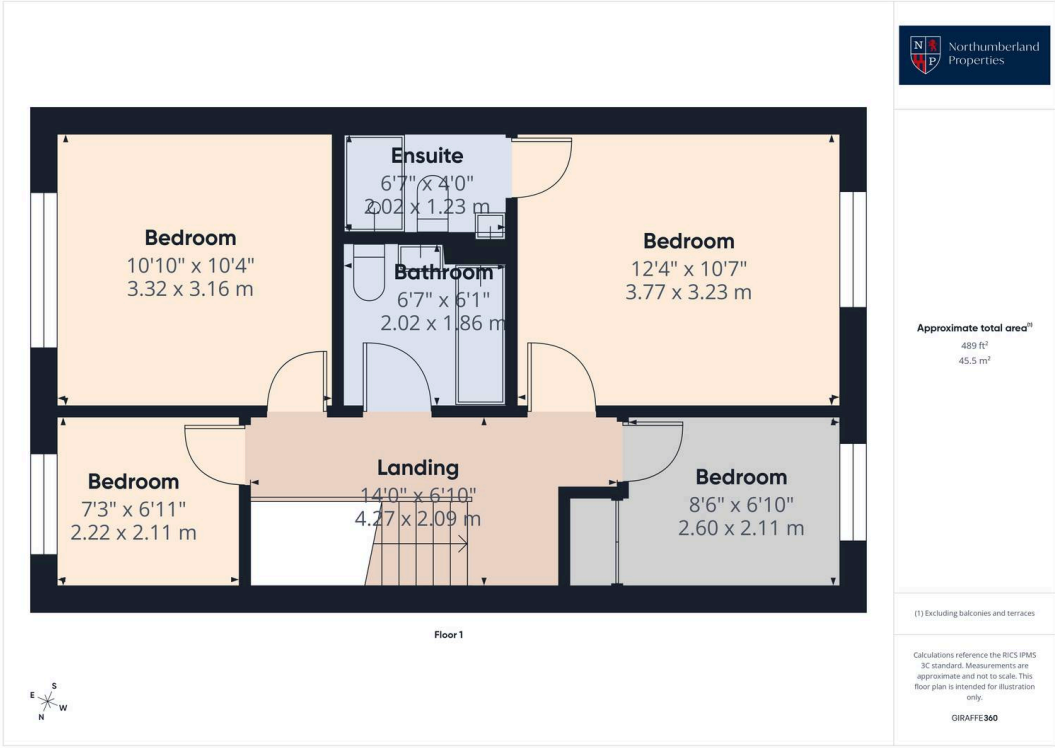 N
P
Northumberland
Properties
Ensuite
6'7" x 4'0"
2.02 x 1.23 m
Bedroom
10'10" x 10'4"
3.32 x 3.16 m
Bedroom
12'4" x 10'7"
3.77 x 3.23 m
Bathroom
6'7" x 6'1"
2.02 x 1.86 m
Bedroom
7'3" x 6'11"
2.22 x 2.11 m
Landing
14'0" x 6'10"
4.27 x 2.09 m
Bedroom
8'6" x 6'10"
2.60 x 2.11 m
Floor 1
S
E
W
N
Approximate total area(1)
489 ft²
45.5 m²
(1) Excluding balconies and terraces
Calculations reference the RICS IPMS
3C standard. Measurements are
approximate and not to scale. This
floor plan is intended for illustration
only.
GIRAFFE360